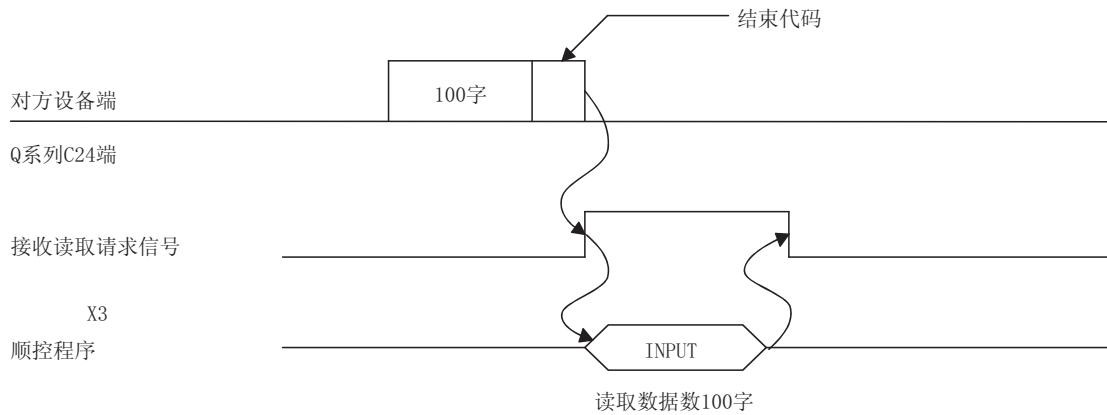 结束代码
100字
对方设备端
Q系列C24端
接收读取请求信号
X3
顺控程序
INPUT
读取数据数100字